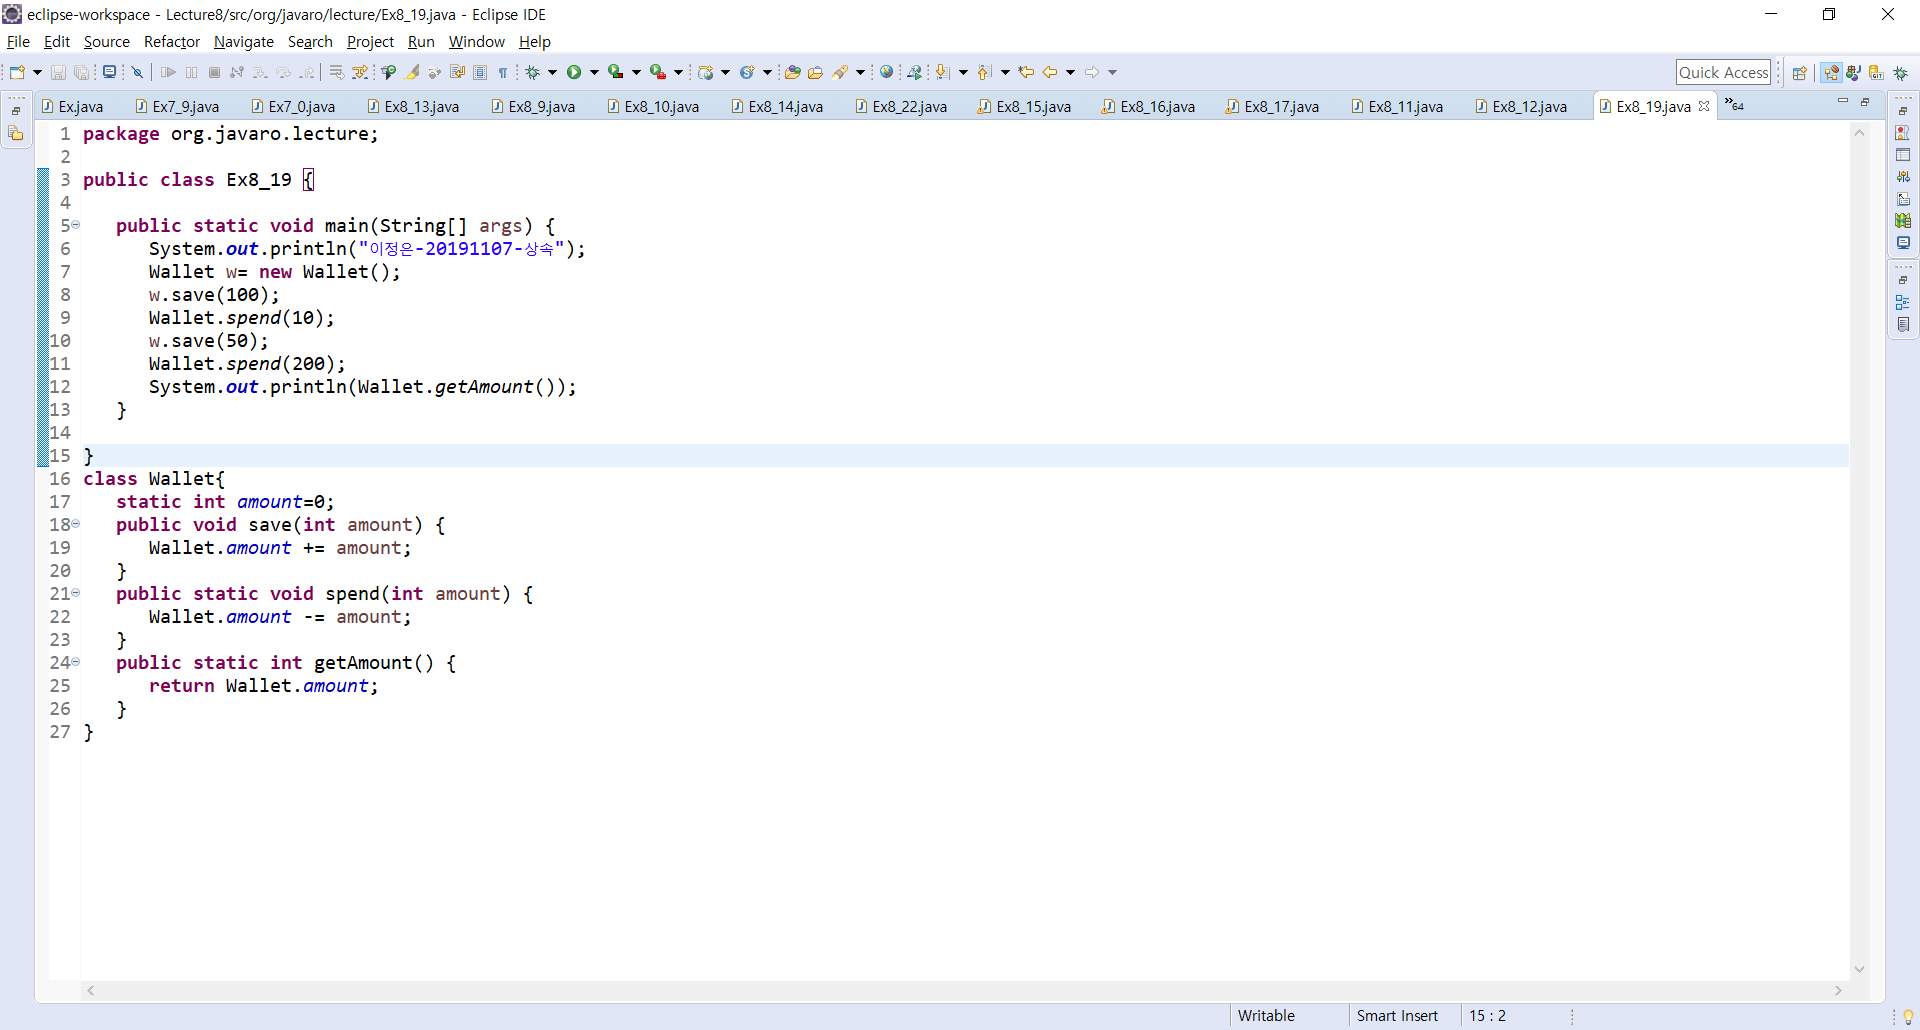 eclipse-workspace - Lecture8/src/org/javaro/lecture/Ex8_19.java - Eclipse IDE
File Edit Source Refactor Navigate Search Project Run Window Help
Quick Access
Ex.java Ex7_9.java Ex7_0.java Ex8_13.java Ex8_9.java Ex8_10.java Ex8_14.java Ex8_22.java Ex8_15.java Ex8_16.java Ex8_17.java Ex8_11.java Ex8_12.java Ex8_19.java »64
1 package org.javaro.lecture;
2
3 public class Ex8_19 {
4
5 public static void main(String[] args) {
6 System.out.println("이정은-20191107-상속");
7 Wallet w= new Wallet();
8 w.save(100);
9 Wallet.spend(10);
10 w.save(50);
11 Wallet.spend(200);
12 System.out.println(Wallet.getAmount());
13 }
14
15 }
16 class Wallet{
17 static int amount=0;
18 public void save(int amount) {
19 Wallet.amount += amount;
20 }
21 public static void spend(int amount) {
22 Wallet.amount -= amount;
23 }
24 public static int getAmount() {
25 return Wallet.amount;
26 }
27 }
Writable Smart Insert 15 : 2